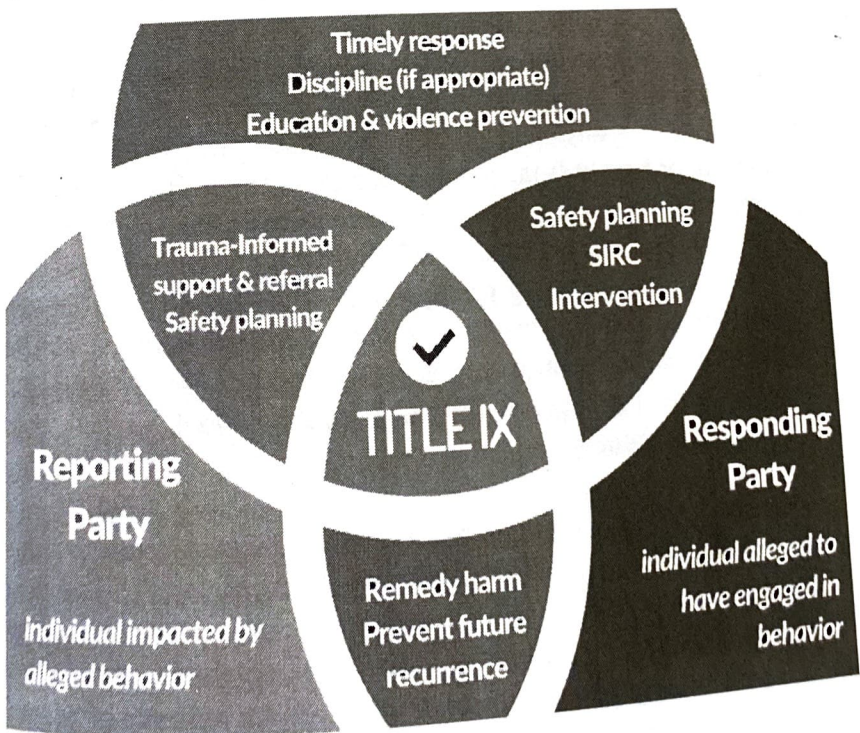 Timely response
Discipline (if appropriate)
Education & violence prevention
Trauma-Informed
support & referral
Safety planning
Safety planning
SIRC
Intervention
TITLE IX
Reporting
Party
individual impacted by
alleged behavior
Responding
Party
individual alleged to
have engaged in
behavior
Remedy harm
Prevent future
recurrence